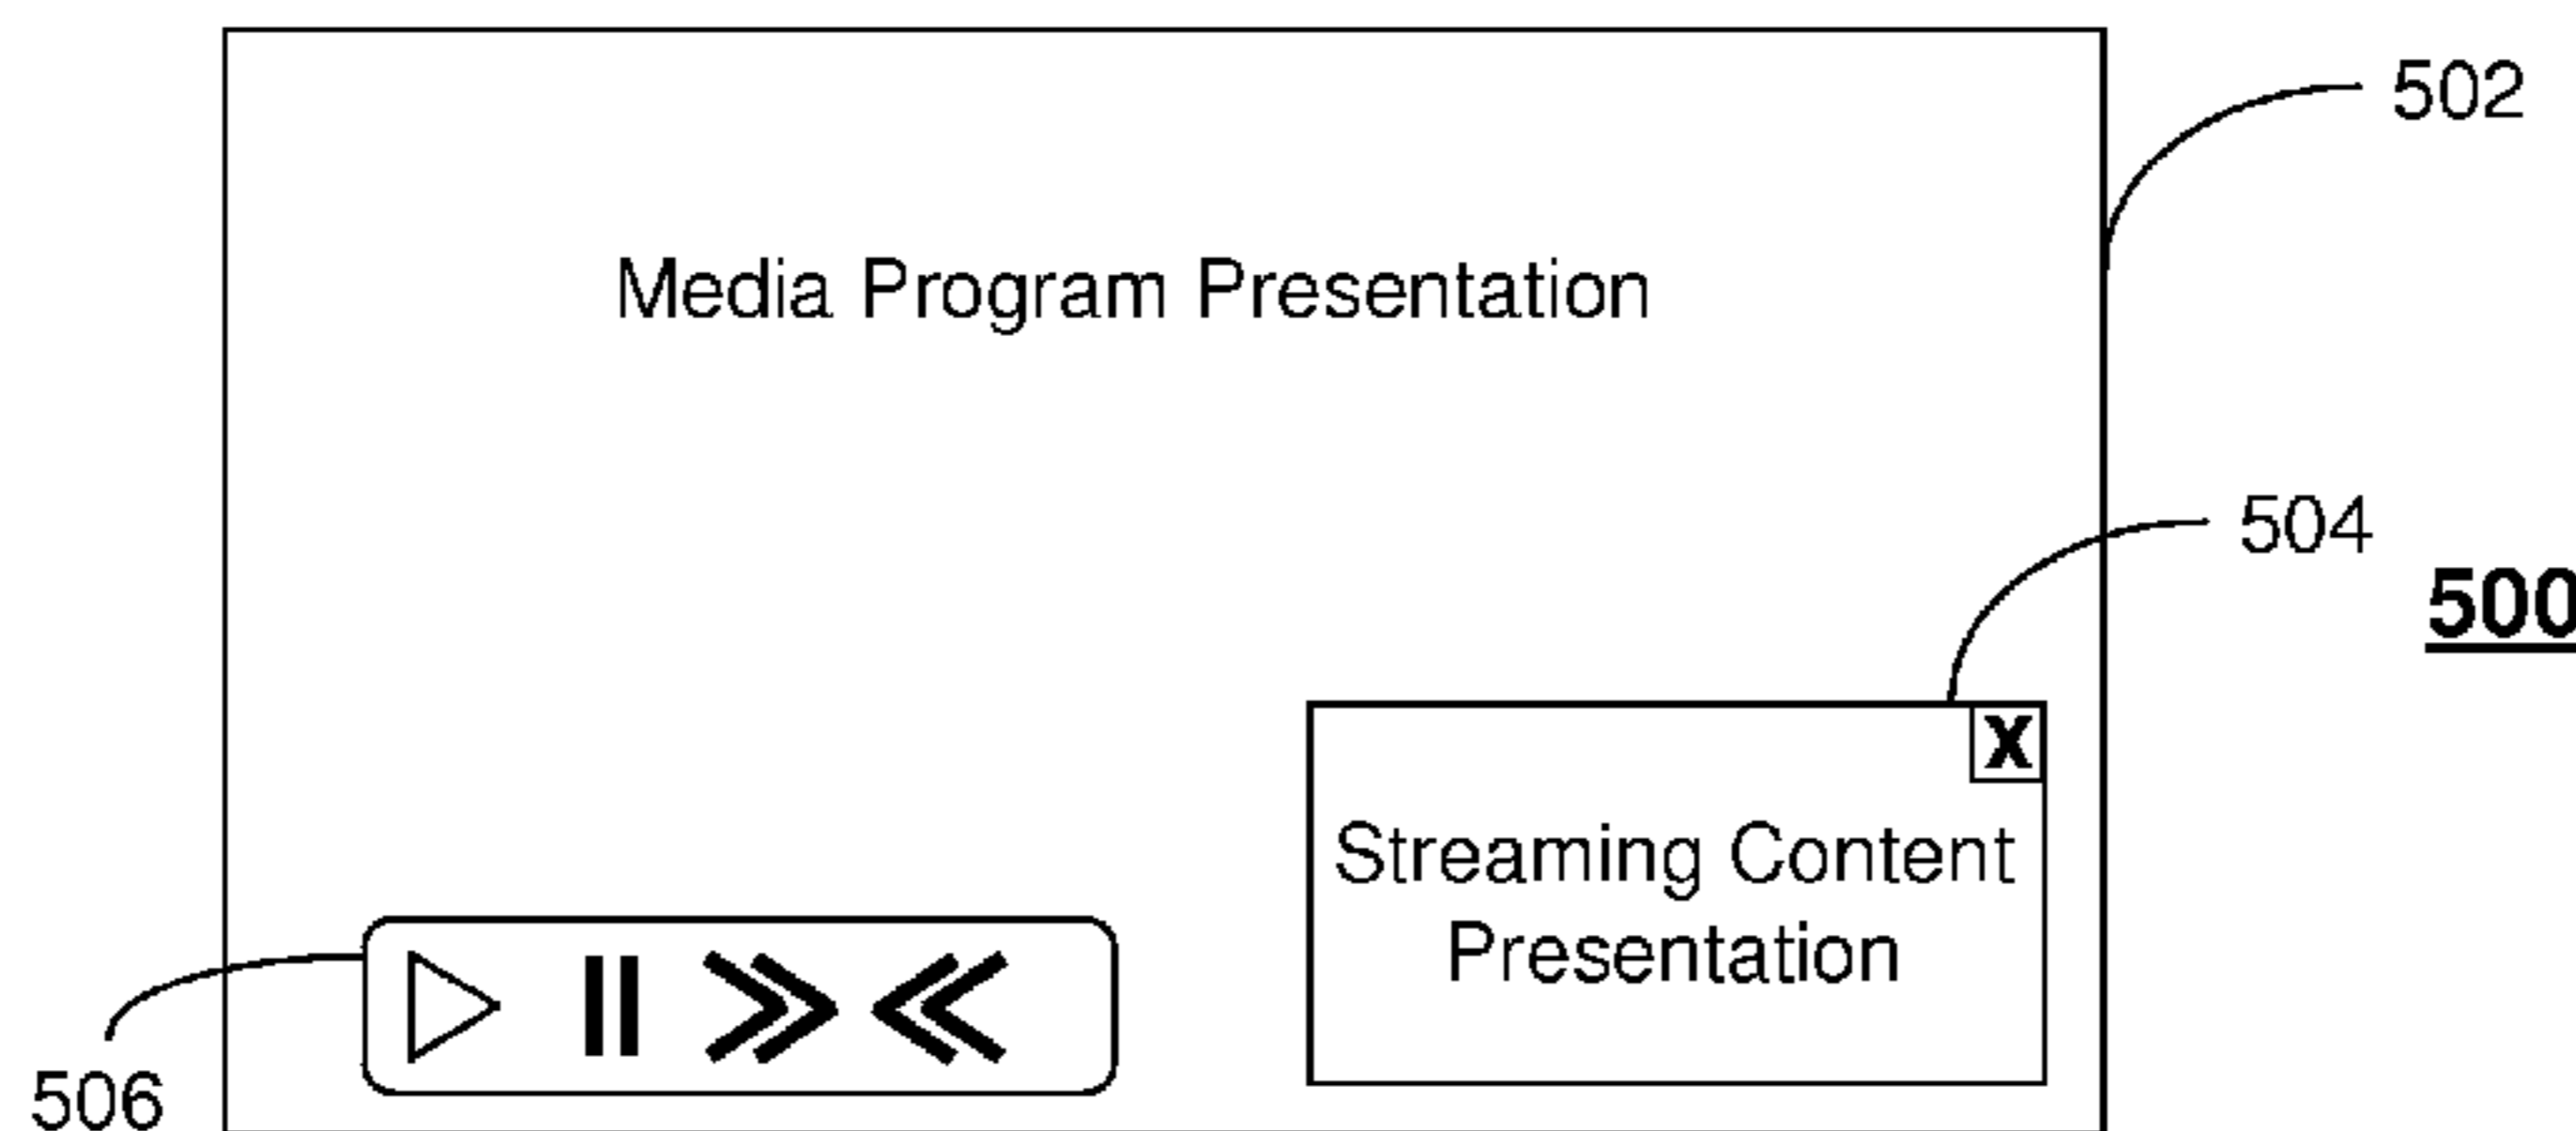 502
Media Program Presentation
504
500
X
Streaming Content
Presentation
506